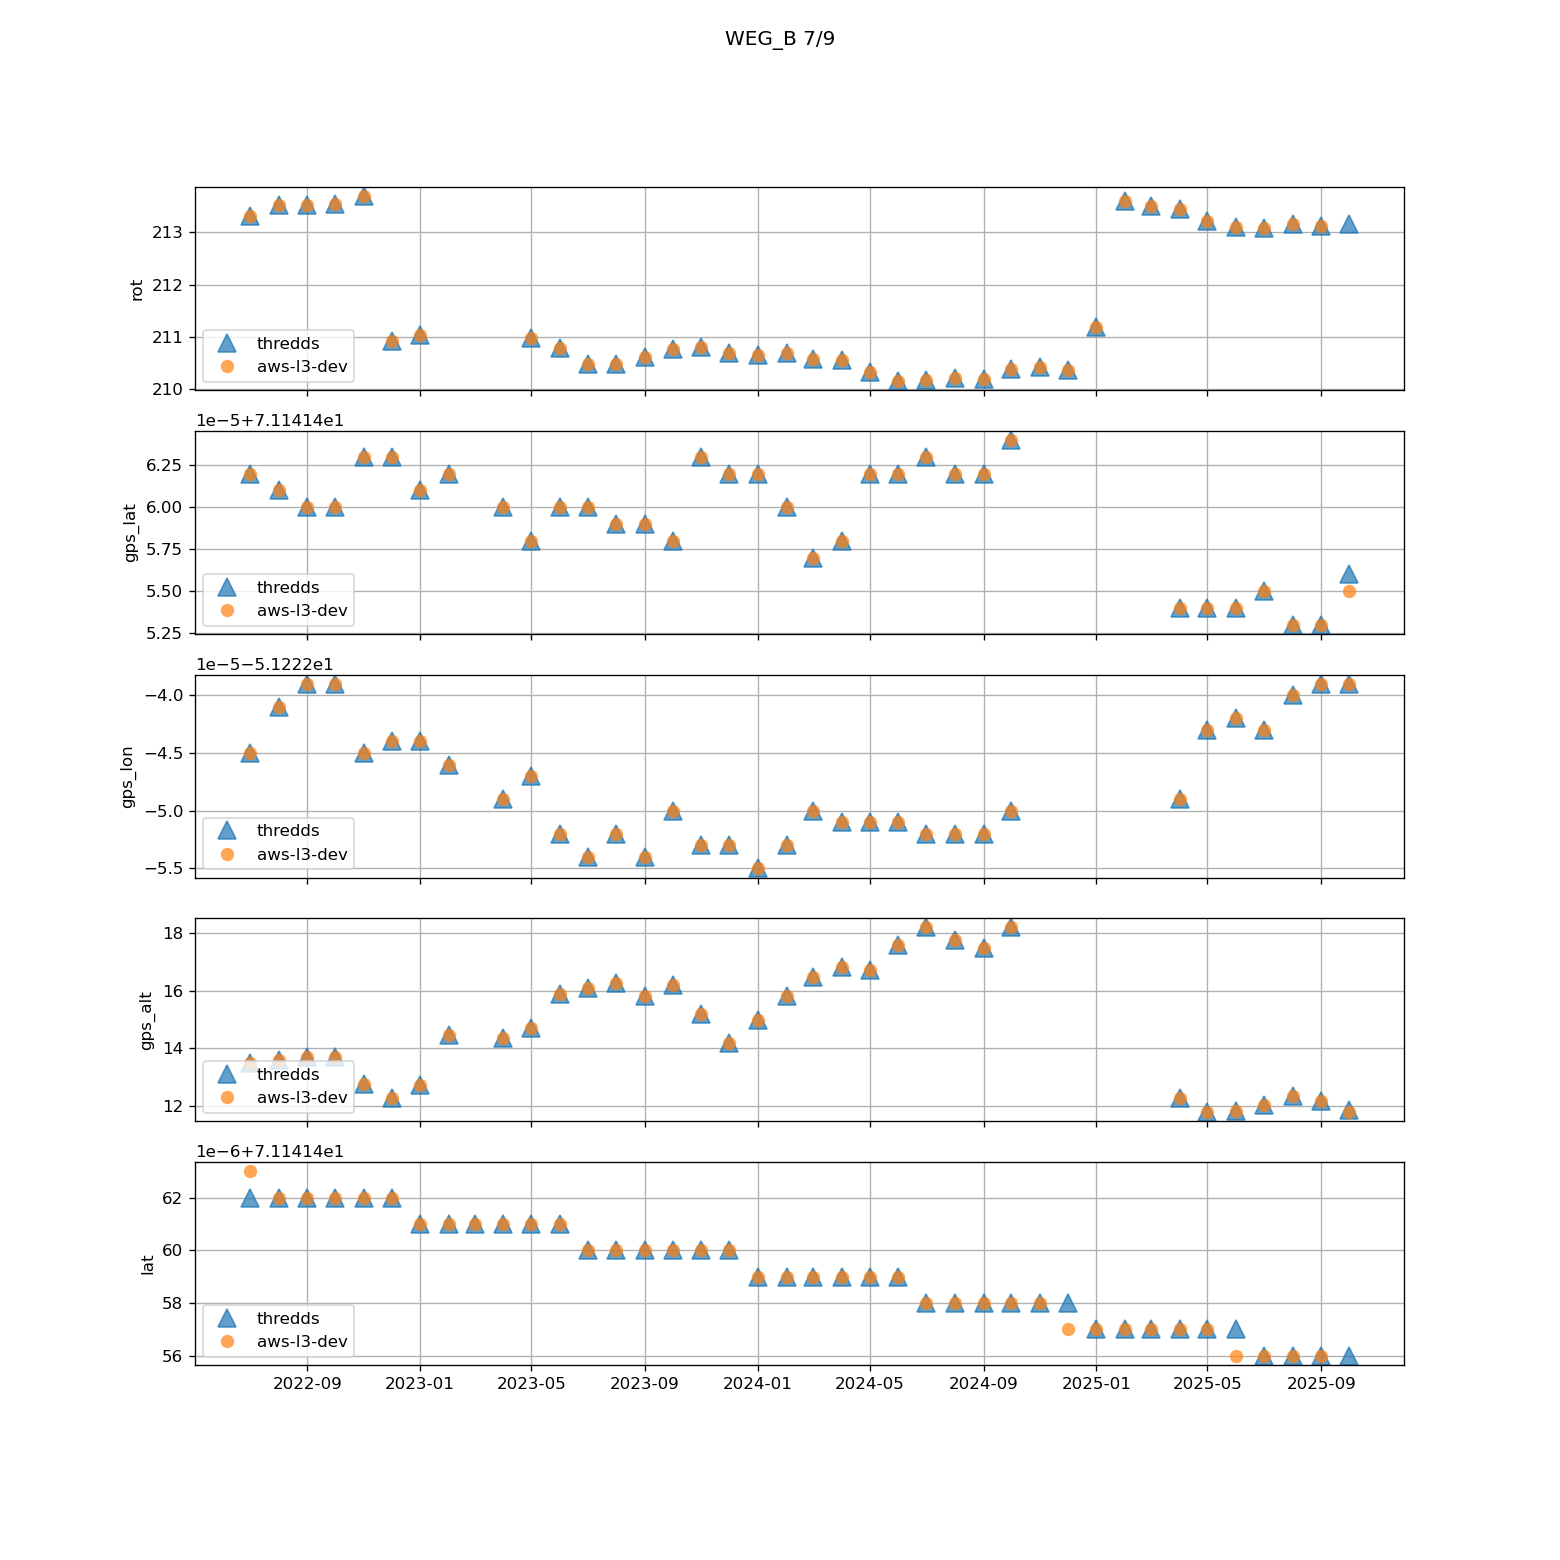 WEG_B 7/9
213
212
211
210
rot
thredds
aws-l3-dev
1e−5+7.11414e1
6.25
6.00
5.75
5.50
5.25
gps_lat
thredds
aws-l3-dev
1e−5−5.1222e1
−4.0
−4.5
−5.0
−5.5
gps_lon
thredds
aws-l3-dev
18
16
14
12
gps_alt
thredds
aws-l3-dev
1e−6+7.11414e1
62
60
58
56
lat
thredds
aws-l3-dev
2022-09 2023-01 2023-05 2023-09 2024-01 2024-05 2024-09 2025-01 2025-05 2025-09